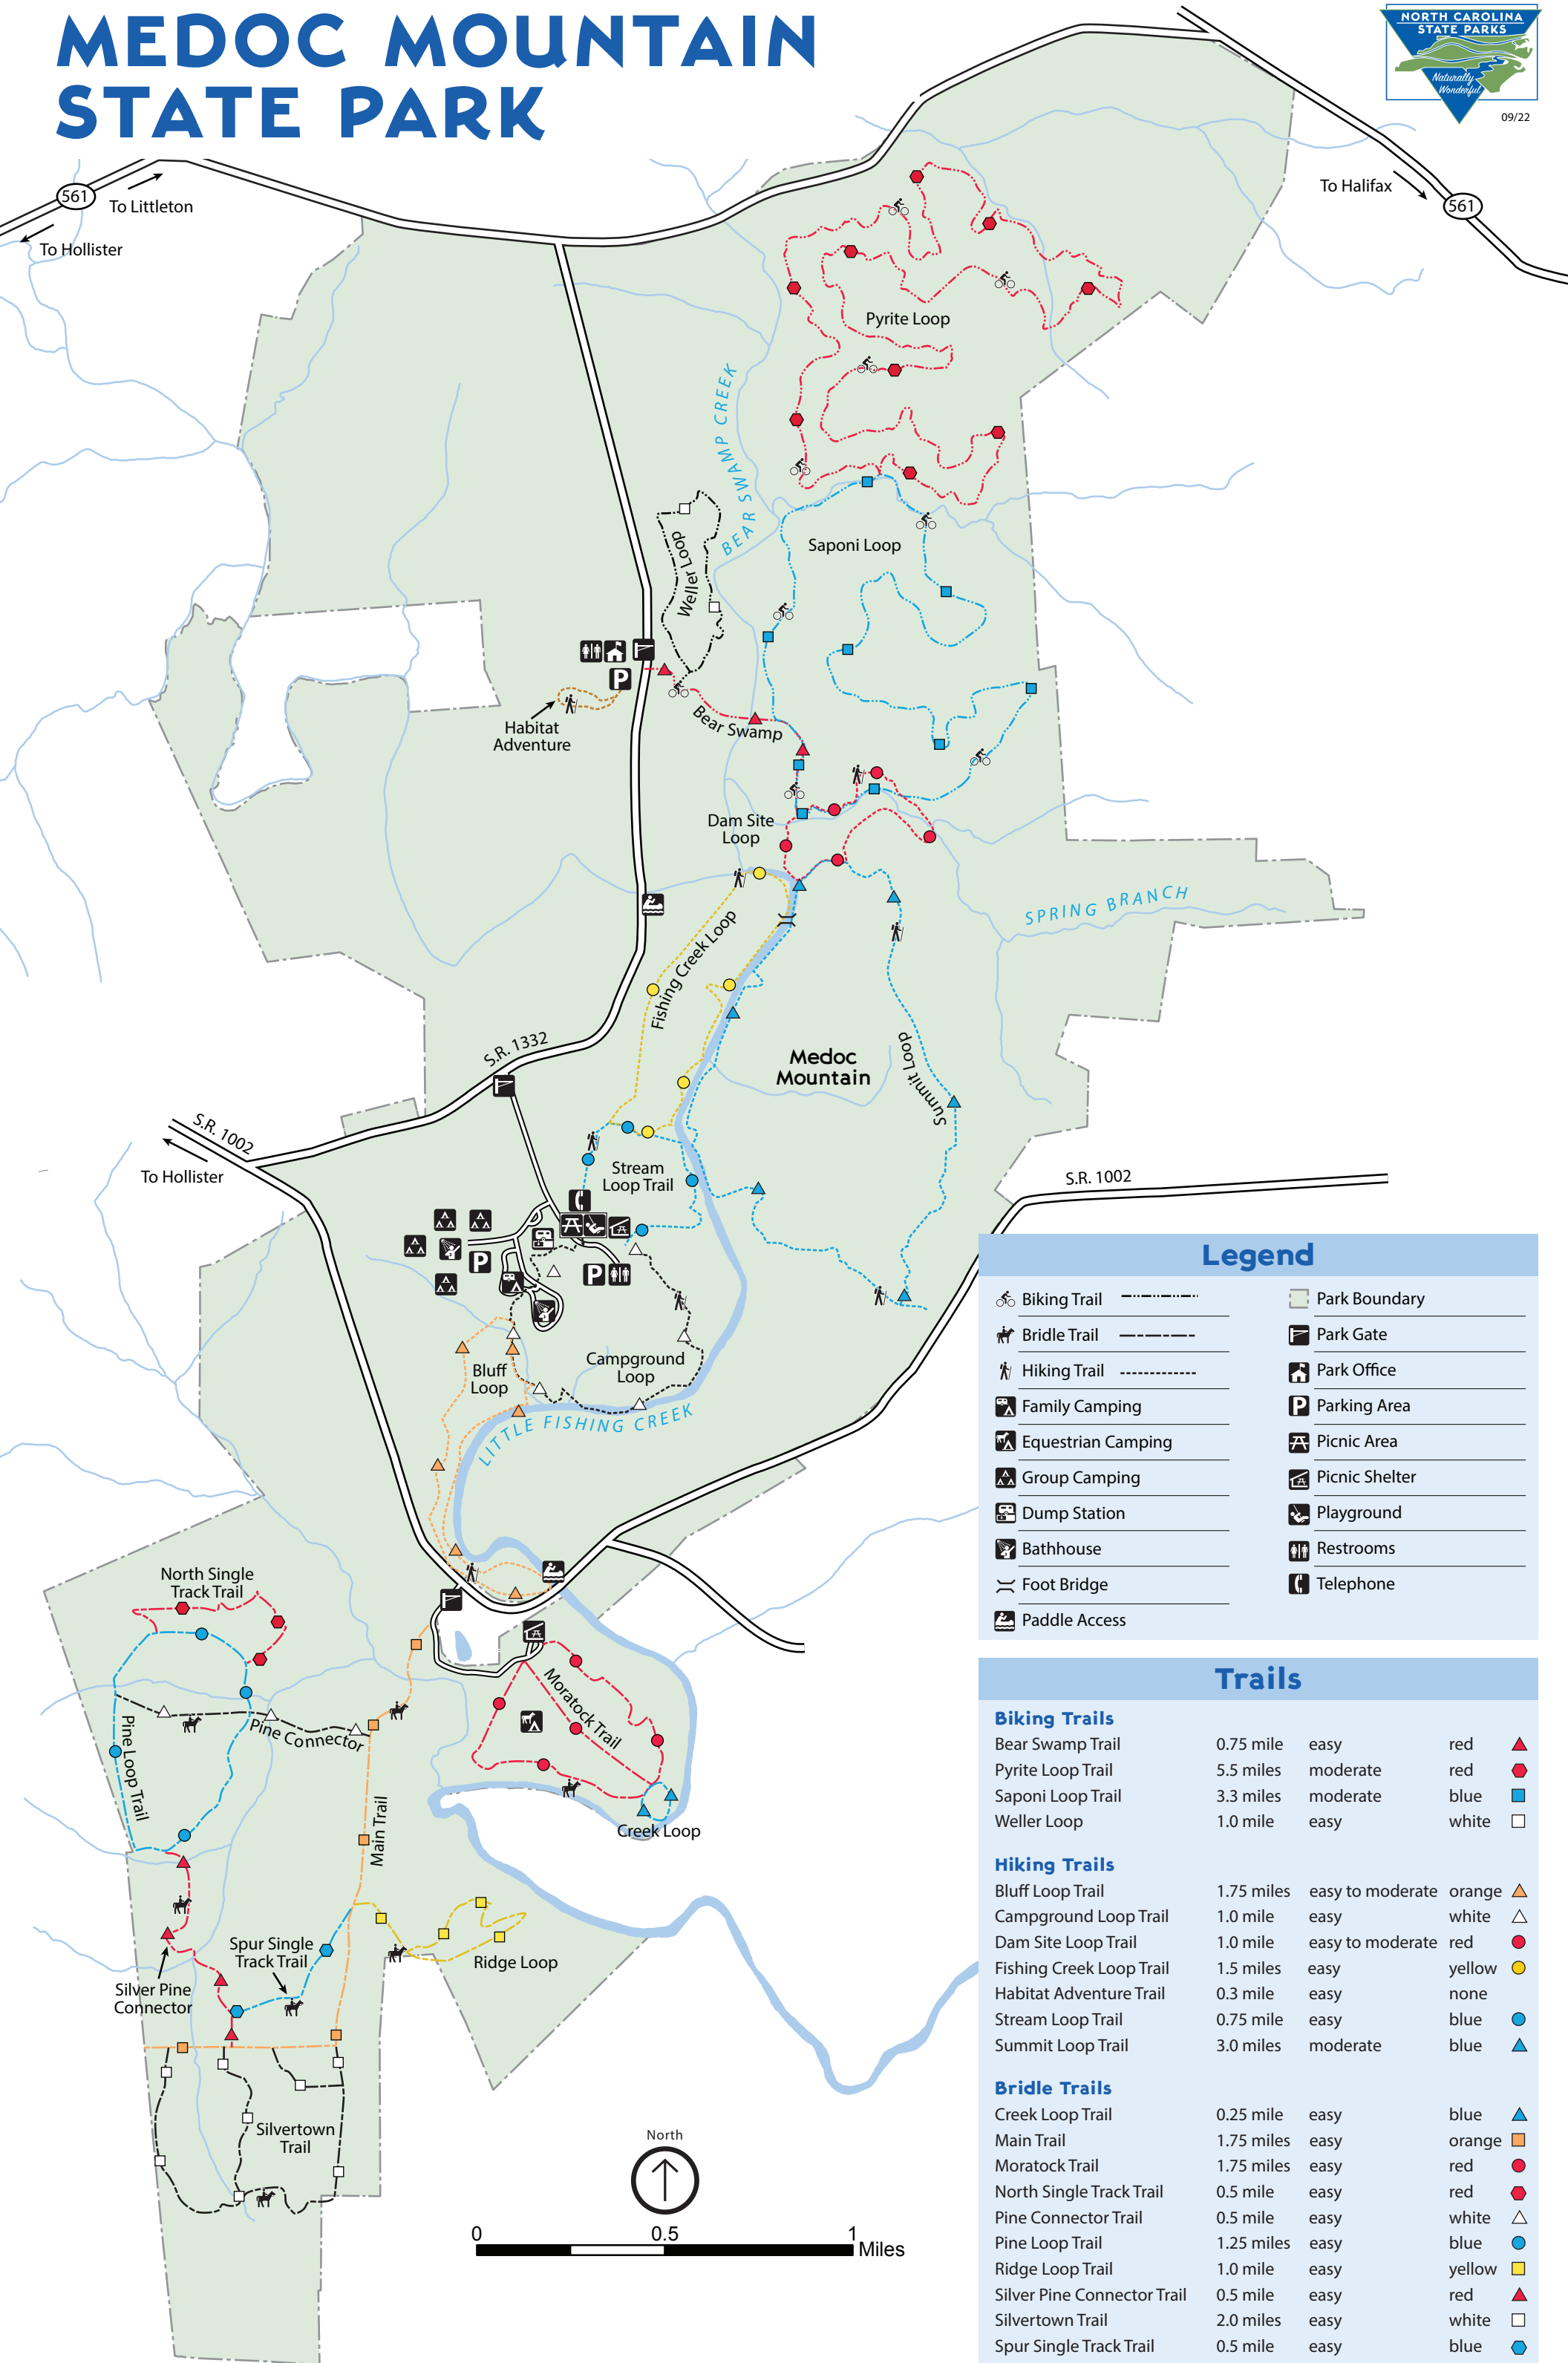 MEDOC MOUNTAIN
STATE PARK
NORTH CAROLINA
STATE PARKS
Naturally
Wonderful
09/22
561
To Littleton
To Hollister
To Halifax
561
Pyrite Loop
BEAR SWAMP CREEK
Saponi Loop
Weller Loop
P
Habitat
Adventure
Bear Swamp
Dam Site
Loop
SPRING BRANCH
Fishing Creek Loop
S.R. 1332
Medoc
Mountain
Summit Loop
S.R. 1002
To Hollister
Stream
Loop Trail
S.R. 1002
P
P
Bluff
Loop
Campground
Loop
LITTLE FISHING CREEK
North Single
Track Trail
Moratock Trail
Pine Connector
Pine Loop Trail
Main Trail
Creek Loop
Spur Single
Track Trail
Ridge Loop
Silver Pine
Connector
Silvertown
Trail
North
0 0.5 1
Miles
Legend
Biking Trail
Bridle Trail
Hiking Trail
Family Camping
Equestrian Camping
Group Camping
Dump Station
Bathhouse
Foot Bridge
Paddle Access
Park Boundary
Park Gate
Park Office
P Parking Area
Picnic Area
Picnic Shelter
Playground
Restrooms
Telephone
Trails
Biking Trails
Bear Swamp Trail 0.75 mile easy red
Pyrite Loop Trail 5.5 miles moderate red
Saponi Loop Trail 3.3 miles moderate blue
Weller Loop 1.0 mile easy white
Hiking Trails
Bluff Loop Trail 1.75 miles easy to moderate orange
Campground Loop Trail 1.0 mile easy white
Dam Site Loop Trail 1.0 mile easy to moderate red
Fishing Creek Loop Trail 1.5 miles easy yellow
Habitat Adventure Trail 0.3 mile easy none
Stream Loop Trail 0.75 mile easy blue
Summit Loop Trail 3.0 miles moderate blue
Bridle Trails
Creek Loop Trail 0.25 mile easy blue
Main Trail 1.75 miles easy orange
Moratock Trail 1.75 miles easy red
North Single Track Trail 0.5 mile easy red
Pine Connector Trail 0.5 mile easy white
Pine Loop Trail 1.25 miles easy blue
Ridge Loop Trail 1.0 mile easy yellow
Silver Pine Connector Trail 0.5 mile easy red
Silvertown Trail 2.0 miles easy white
Spur Single Track Trail 0.5 mile easy blue